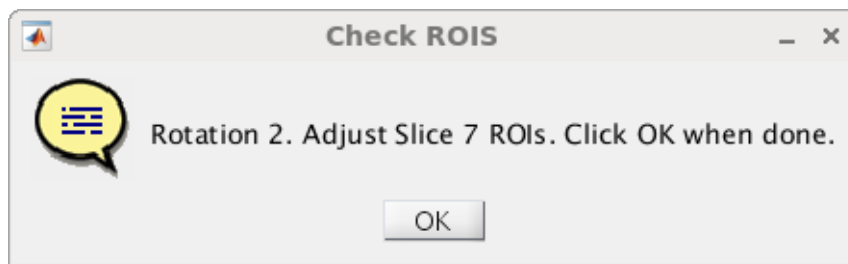 Check ROIS
Rotation 2. Adjust Slice 7 ROIs. Click OK when done.
OK